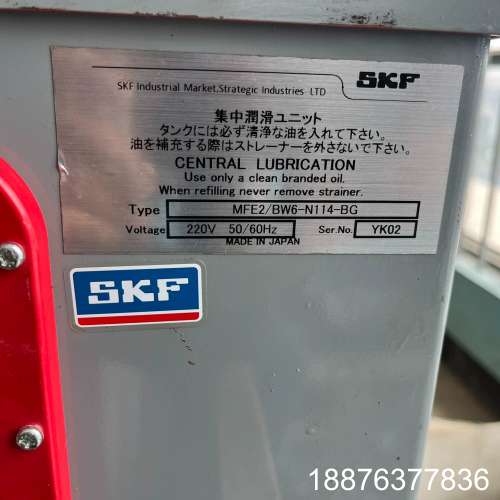 SKF Industrial Market,Strategic Industries LTD
SKF
集中潤滑ユニット
タンクには必ず清浄な油を入れて下さい。
油を補充する際はストレーナーを外さないで下さい。
CENTRAL LUBRICATION
Use only a clean branded oil.
When refilling never remove strainer.
Type MFE2/BW6-N114-BG
Voltage 220V 50/60Hz Ser.No. YK02
MADE IN JAPAN
SKF
18876377836